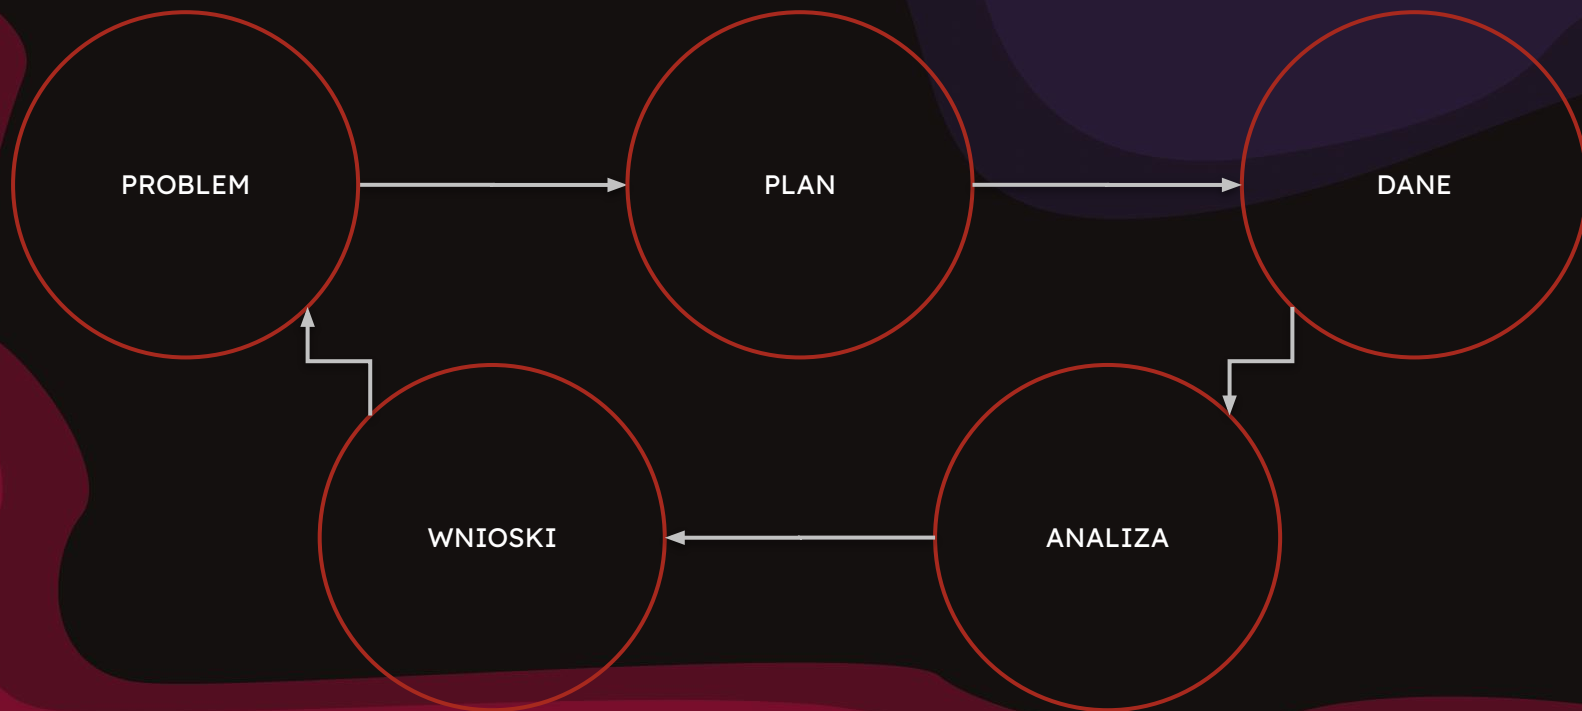 PROBLEM
PLAN
DANE
WNIOSKI
ANALIZA